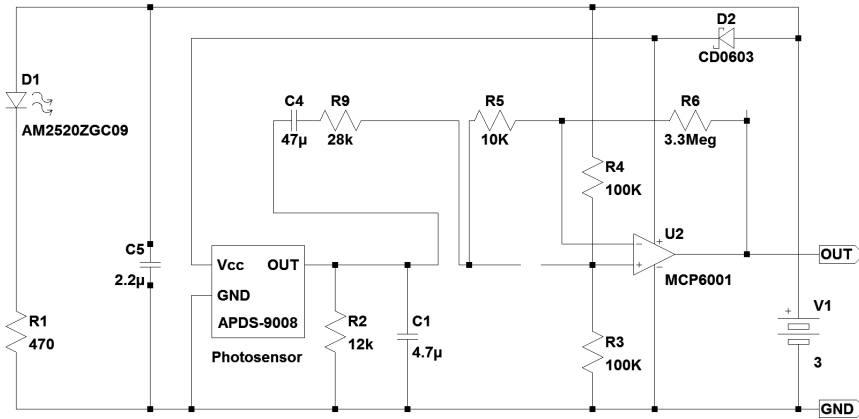 D2
CD0603
D1
AM2520ZGC09
C4
47µ
R9
28k
R5
10K
R6
3.3Meg
R4
100K
U2
MCP6001
OUT
C5
2.2µ
Vcc
OUT
GND
APDS-9008
Photosensor
R1
470
R2
12k
C1
4.7µ
R3
100K
V1
3
GND